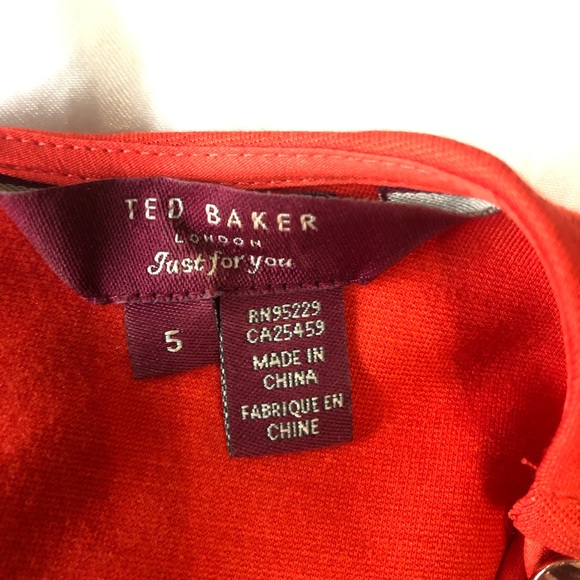 TED BAKER
LONDON
Just for you.
5
RN95229
CA25459
MADE IN
CHINA
FABRIQUE EN
CHINE